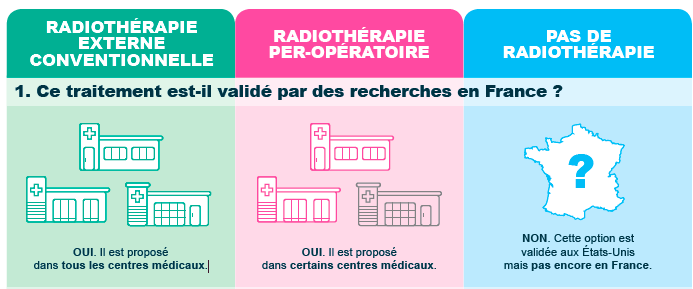 RADIOTHÉRAPIE
EXTERNE
CONVENTIONNELLE
RADIOTHÉRAPIE
PER-OPÉRATOIRE
PAS DE
RADIOTHÉRAPIE
1. Ce traitement est-il validé par des recherches en France ?
OUI. Il est proposé
dans tous les centres médicaux.
OUI. Il est proposé
dans certains centres médicaux.
?
NON. Cette option est
validée aux États-Unis
mais pas encore en France.